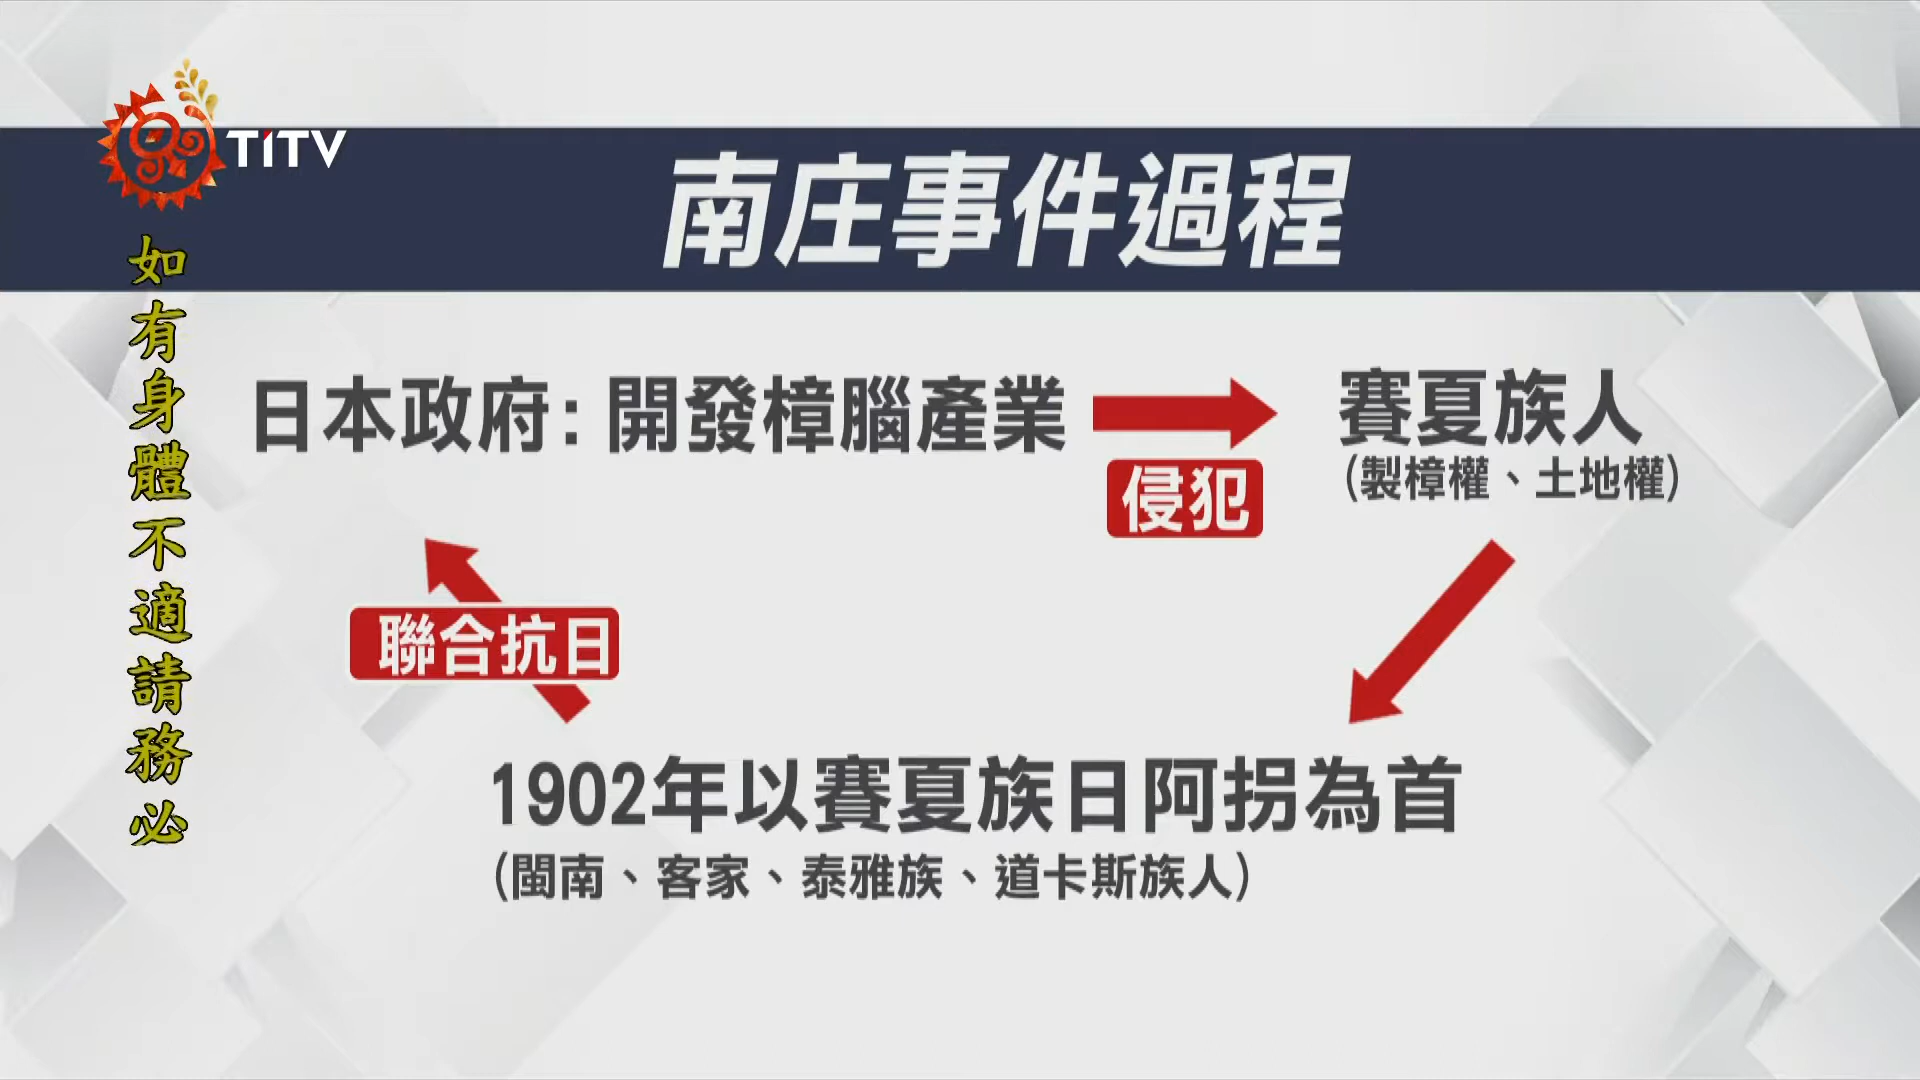 TiTV
南庄事件過程
如有身體不適請務必
日本政府：開發樟腦產業
賽夏族人
侵犯
(製樟權、土地權)
聯合抗日
1902年以賽夏族日阿拐為首
(閩南、客家、泰雅族、道卡斯族人)